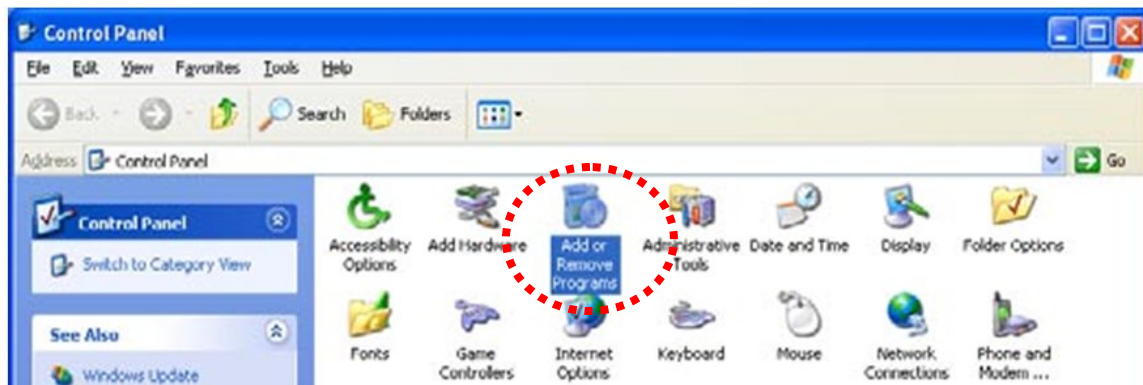 Control Panel
File Edit View Favorites Tools Help
Back Search Folders
Address Control Panel Go
Control Panel
Switch to Category View
See Also
Windows Update
Accessibility Options
Add Hardware
Add or Remove Programs
Administrative Tools
Date and Time
Display
Folder Options
Fonts
Game Controllers
Internet Options
Keyboard
Mouse
Network Connections
Phone and Modem ...